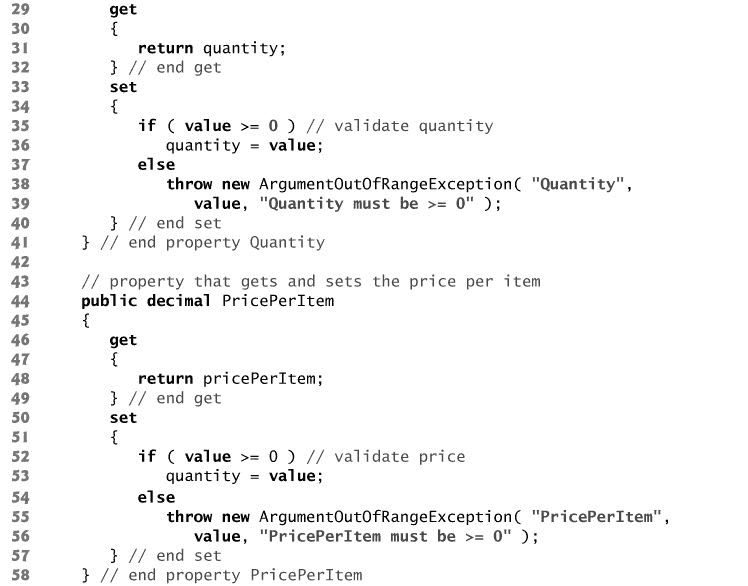 29         get
30         {
31            return quantity;
32         } // end get
33         set
34         {
35            if ( value >= 0 ) // validate quantity
36               quantity = value;
37            else
38               throw new ArgumentOutOfRangeException( "Quantity",
39                  value, "Quantity must be >= 0" );
40         } // end set
41      } // end property Quantity
42
43      // property that gets and sets the price per item
44      public decimal PricePerItem
45      {
46         get
47         {
48            return pricePerItem;
49         } // end get
50         set
51         {
52            if ( value >= 0 ) // validate price
53               quantity = value;
54            else
55               throw new ArgumentOutOfRangeException( "PricePerItem",
56                  value, "PricePerItem must be >= 0" );
57         } // end set
58      } // end property PricePerItem